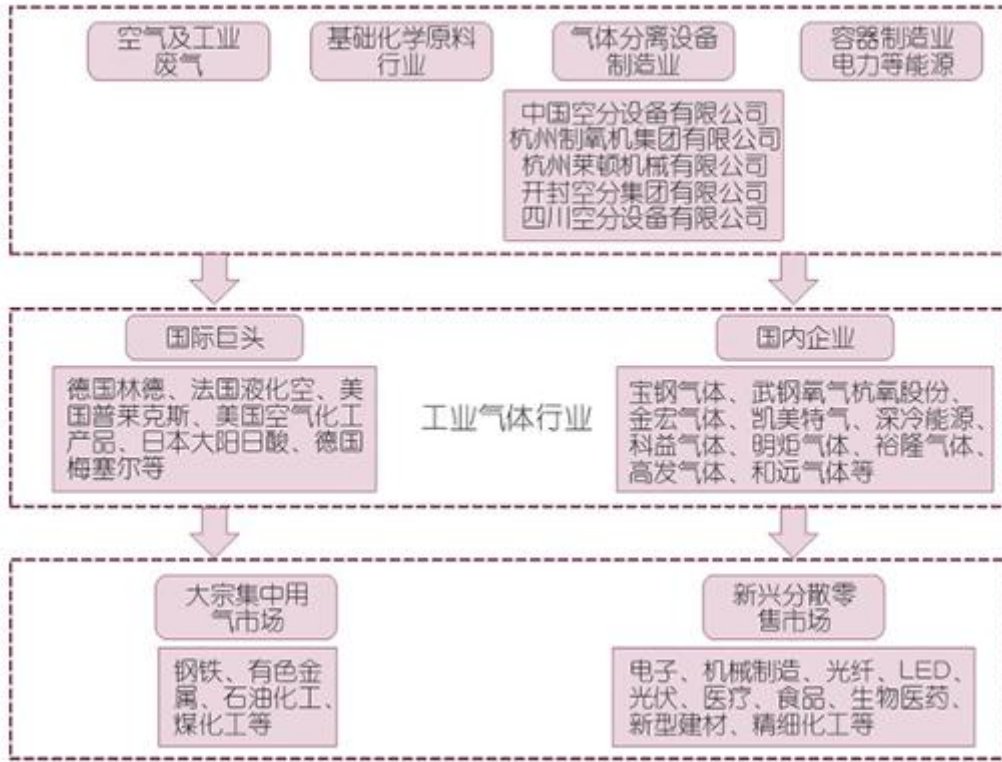 空气及工业
废气
基础化学原料
行业
气体分离设备
制造业
容器制造业
电力等能源
中国空分设备有限公司
杭州制氧机集团有限公司
杭州莱顿机械有限公司
开封空分集团有限公司
四川空分设备有限公司
国际巨头
德国林德、法国液化空、美
国普莱克斯、美国空气化工
产品、日本大阳日酸、德国
梅塞尔等
工业气体行业
国内企业
宝钢气体、武钢氧气杭氧股份、
金宏气体、凯美特气、深冷能源、
科益气体、明炬气体、裕隆气体、
高发气体、和远气体等
大宗集中用
气市场
钢铁、有色金
属、石油化工、
煤化工等
新兴分散零
售市场
电子、机械制造、光纤、LED、
光伏、医疗、食品、生物医药、
新型建材、精细化工等